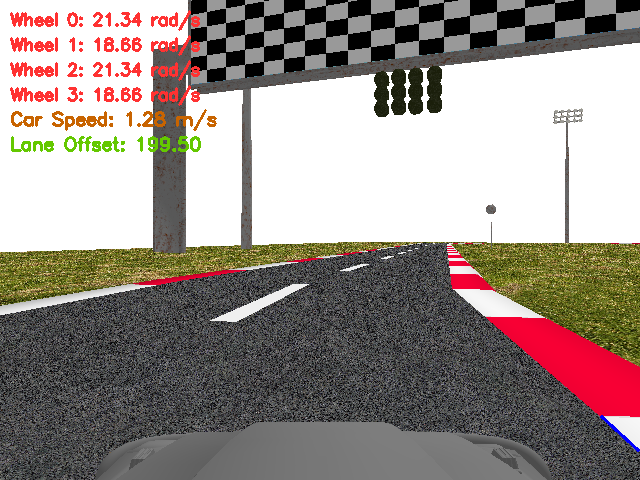 Wheel 0: 21.34 rad/s
Wheel 1: 18.66 rad/s
Wheel 2: 21.34 rad/s
Wheel 3: 18.66 rad/s
Car Speed: 1.28 m/s
Lane Offset: 199.50